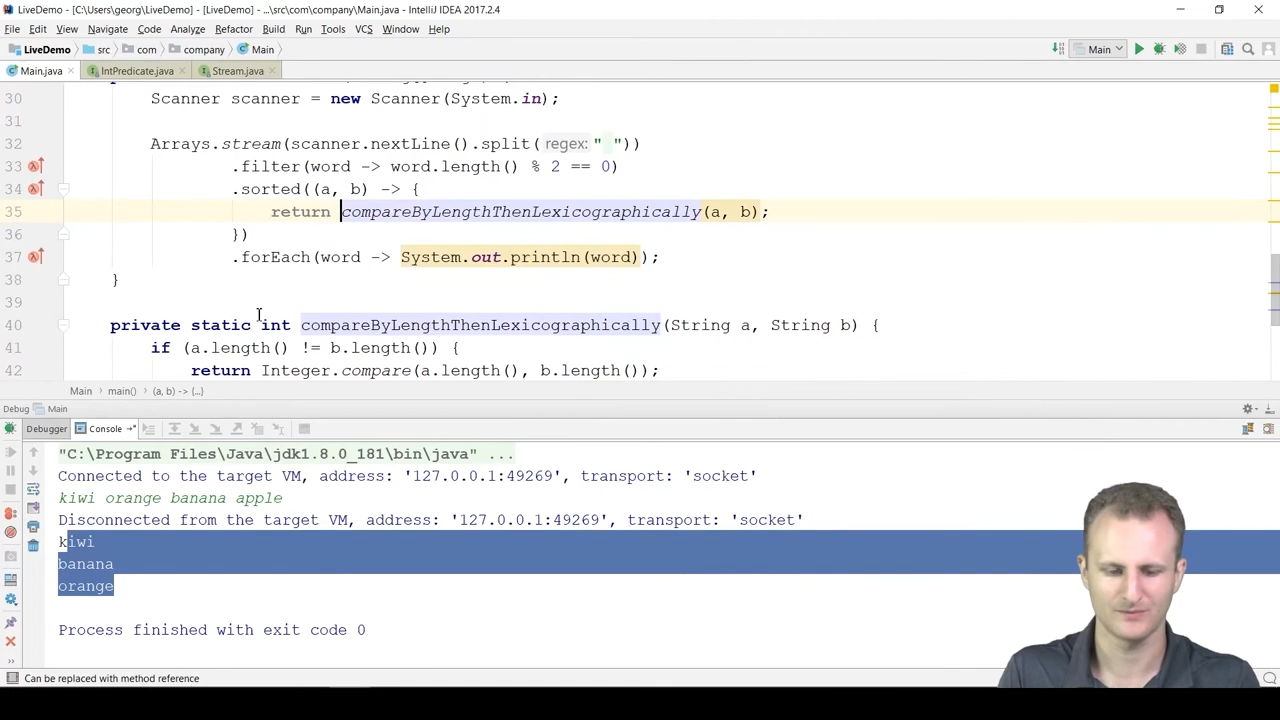 LiveDemo - [C:\Users\georg\LiveDemo] - [LiveDemo] - ...\src\com\company\Main.java - IntelliJ IDEA 2017.2.4
File Edit View Navigate Code Analyze Refactor Build Run Tools VCS Window Help
LiveDemo src com company Main Main
Main.java IntPredicate.java Stream.java
30 Scanner scanner = new Scanner(System.in);
31
32 Arrays.stream(scanner.nextLine().split( regex: " "))
33 .filter(word -> word.length() % 2 == 0)
34 .sorted((a, b) -> {
35 return compareByLengthThenLexicographically(a, b);
36 })
37 .forEach(word -> System.out.println(word));
38 }
39
40 private static int compareByLengthThenLexicographically(String a, String b) {
41 if (a.length() != b.length()) {
42 return Integer.compare(a.length(), b.length());
Main main() (a, b) -> {...}
Debug Main
Debugger Console
"C:\Program Files\Java\jdk1.8.0_181\bin\java" ...
Connected to the target VM, address: '127.0.0.1:49269', transport: 'socket'
kiwi orange banana apple
Disconnected from the target VM, address: '127.0.0.1:49269', transport: 'socket'
kiwi
banana
orange
Process finished with exit code 0
Can be replaced with method reference